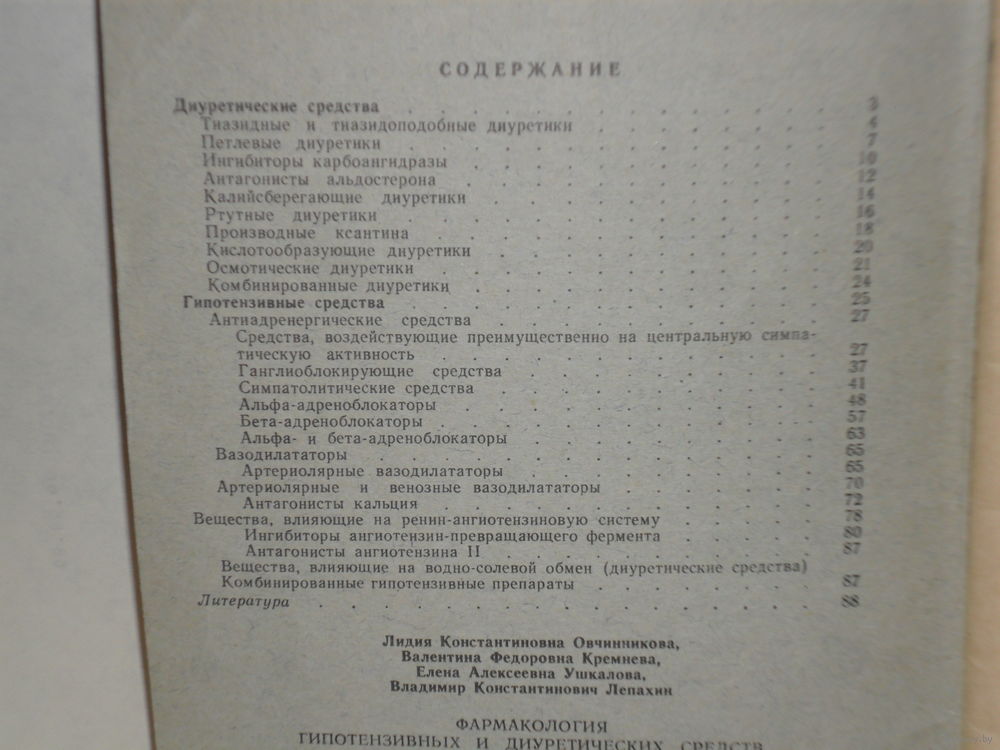 СОДЕРЖАНИЕ
Диуретические средства . . . . . . . . . . . 3
Тиазидные и тиазидоподобные диуретики . . . . . . 4
Петлевые диуретики . . . . . . . . . . . 7
Ингибиторы карбоангидразы . . . . . . . . . 10
Антагонисты альдостерона . . . . . . . . . 12
Калийсберегающие диуретики . . . . . . . . . 14
Ртутные диуретики . . . . . . . . . . . 16
Производные ксантина . . . . . . . . . . 18
Кислотообразующие диуретики . . . . . . . . . 20
Осмотические диуретики . . . . . . . . . . 21
Комбинированные диуретики . . . . . . . . . 24
Гипотензивные средства . . . . . . . . . . . 25
Антиадренергические средства . . . . . . . . 27
Средства, воздействующие преимущественно на центральную симпа-
тическую активность . . . . . . . . . . 27
Ганглиоблокирующие средства . . . . . . . . 37
Симпатолитические средства . . . . . . . . 41
Альфа-адреноблокаторы . . . . . . . . . 48
Бета-адреноблокаторы . . . . . . . . . . 57
Альфа- и бета-адреноблокаторы . . . . . . . 63
Вазодилататоры . . . . . . . . . . . 65
Артериолярные вазодилататоры . . . . . . . 65
Артериолярные и венозные вазодилататоры . . . . . 70
Антагонисты кальция . . . . . . . . . . 72
Вещества, влияющие на ренин-ангиотензиновую систему . . . . 78
Ингибиторы ангиотензин-превращающего фермента . . . . 80
Антагонисты ангиотензина II . . . . . . . . 87
Вещества, влияющие на водно-солевой обмен (диуретические средства)
Комбинированные гипотензивные препараты . . . . . . 87
Литература . . . . . . . . . . . . . 88
Лидия Константиновна Овчинникова,
Валентина Федоровна Кремнева,
Елена Алексеевна Ушкалова,
Владимир Константинович Лепахин
ФАРМАКОЛОГИЯ
ГИПОТЕНЗИВНЫХ И ДИУРЕТИЧЕСКИХ СРЕДСТВ